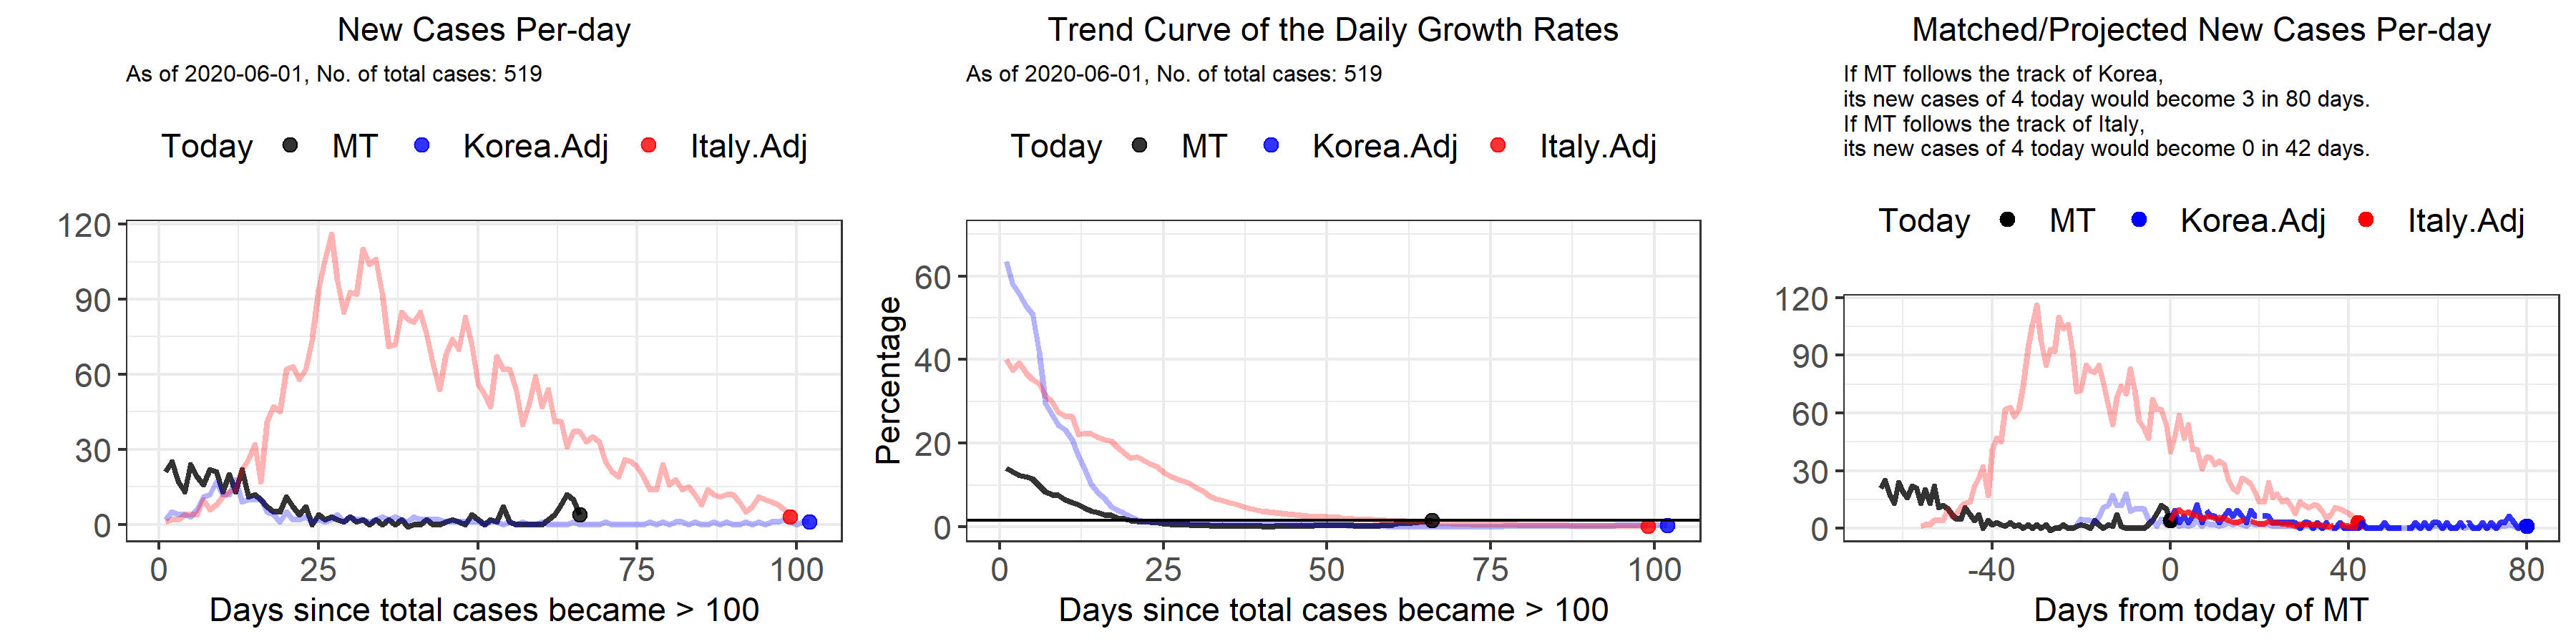 New Cases Per-day
As of 2020-06-01, No. of total cases: 519
Today MT Korea.Adj Italy.Adj
120
90
60
30
0
0 25 50 75 100
Days since total cases became > 100
Trend Curve of the Daily Growth Rates
As of 2020-06-01, No. of total cases: 519
Today MT Korea.Adj Italy.Adj
Percentage
60
40
20
0
0 25 50 75 100
Days since total cases became > 100
Matched/Projected New Cases Per-day
If MT follows the track of Korea,
its new cases of 4 today would become 3 in 80 days.
If MT follows the track of Italy,
its new cases of 4 today would become 0 in 42 days.
Today MT Korea.Adj Italy.Adj
120
90
60
30
0
-40 0 40 80
Days from today of MT